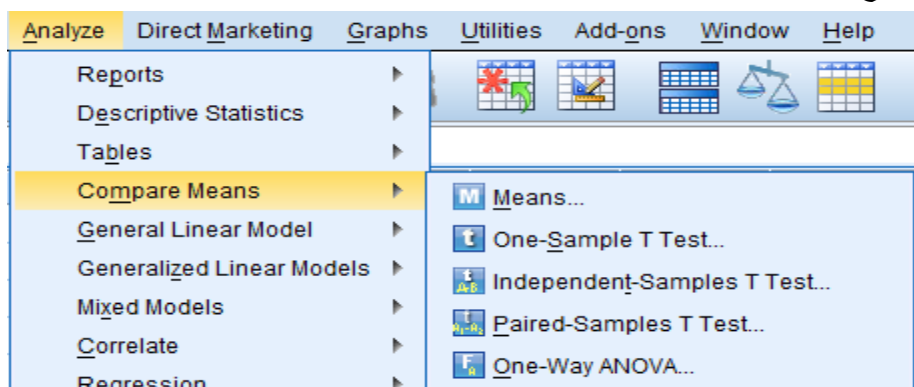 Analyze Direct Marketing Graphs Utilities Add-ons Window Help
Reports
Descriptive Statistics
Tables
Compare Means
General Linear Model
Generalized Linear Models
Mixed Models
Correlate
Regression
M Means...
t One-Sample T Test...
Independent-Samples T Test...
Paired-Samples T Test...
One-Way ANOVA...